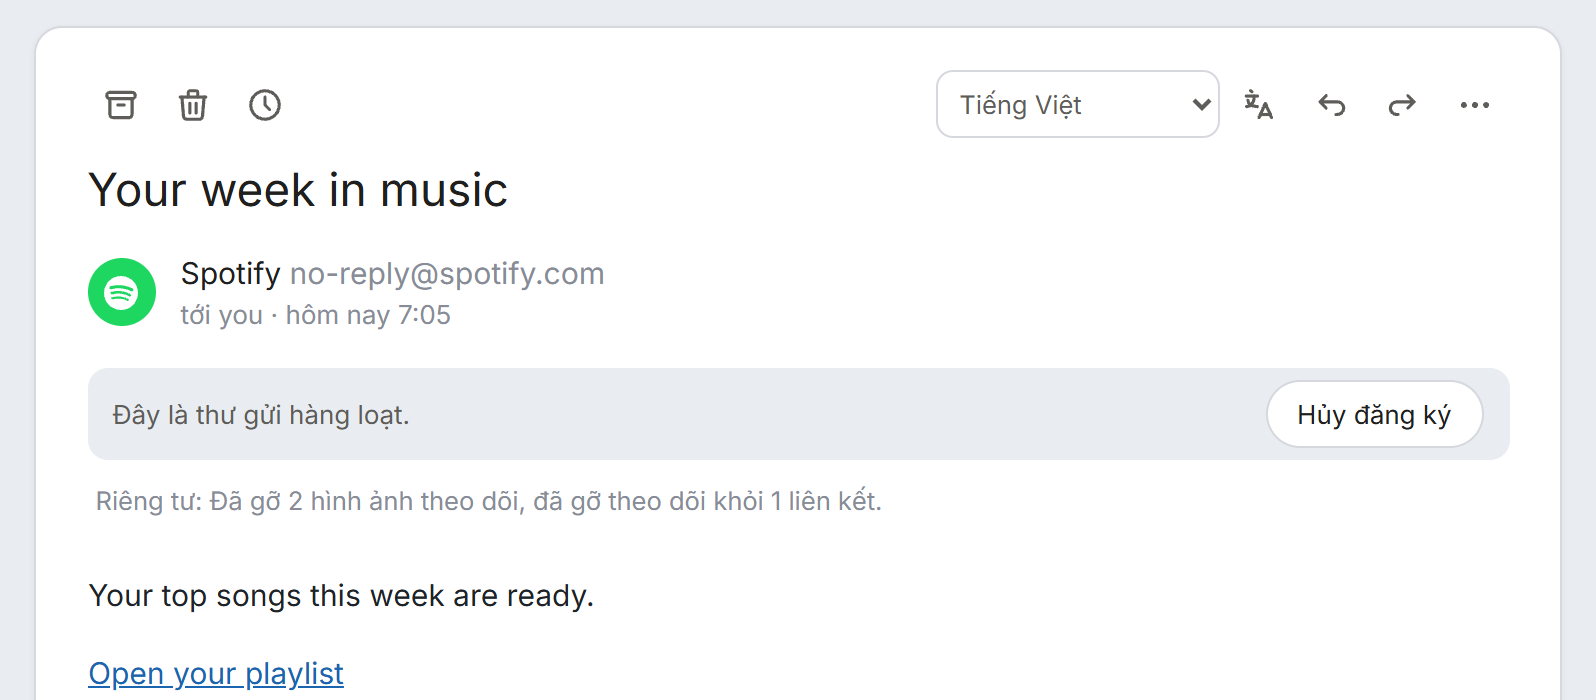 Tiếng Việt
Your week in music
Spotify no-reply@spotify.com
tới you · hôm nay 7:05
Đây là thư gửi hàng loạt.
Hủy đăng ký
Riêng tư: Đã gỡ 2 hình ảnh theo dõi, đã gỡ theo dõi khỏi 1 liên kết.
Your top songs this week are ready.
Open your playlist